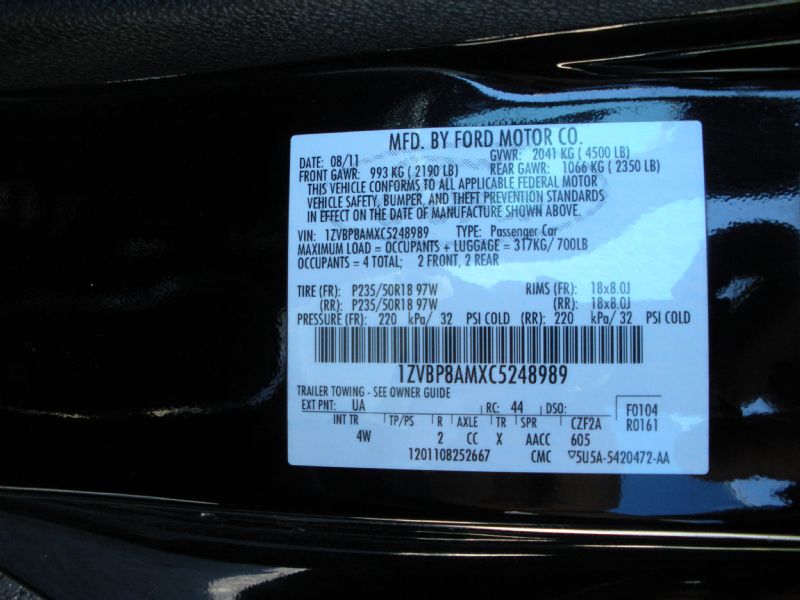 MFD. BY FORD MOTOR CO.
DATE: 08/11 GVWR: 2041 KG ( 4500 LB)
FRONT GAWR: 993 KG ( 2190 LB) REAR GAWR: 1066 KG ( 2350 LB)
THIS VEHICLE CONFORMS TO ALL APPLICABLE FEDERAL MOTOR
VEHICLE SAFETY, BUMPER, AND THEFT PREVENTION STANDARDS
IN EFFECT ON THE DATE OF MANUFACTURE SHOWN ABOVE.
VIN: 1ZVBP8AMXC5248989 TYPE: Passenger Car
MAXIMUM LOAD = OCCUPANTS + LUGGAGE = 317KG/ 700LB
OCCUPANTS = 4 TOTAL; 2 FRONT, 2 REAR
TIRE (FR): P235/50R18 97W RIMS (FR): 18x8.0J
(RR): P235/50R18 97W (RR): 18x8.0J
PRESSURE (FR): 220 kPa/ 32 PSI COLD (RR): 220 kPa/ 32 PSI COLD
1ZVBP8AMXC5248989
TRAILER TOWING - SEE OWNER GUIDE
EXT PNT: UA RC: 44 DSO: F0104
INT TR TP/PS R AXLE TR SPR CZF2A R0161
4W 2 CC X AACC 605
1201108252667 CMC ▽5U5A-5420472-AA